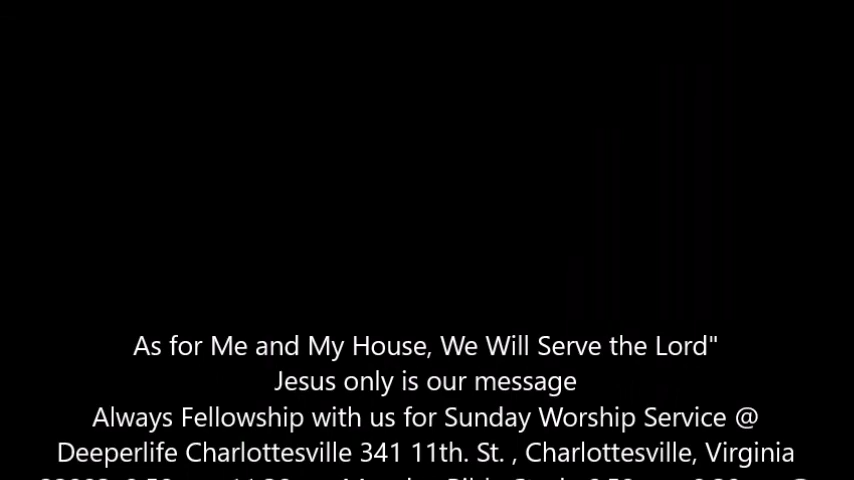 As for Me and My House, We Will Serve the Lord"
Jesus only is our message
Always Fellowship with us for Sunday Worship Service @
Deeperlife Charlottesville 341 11th. St. , Charlottesville, Virginia